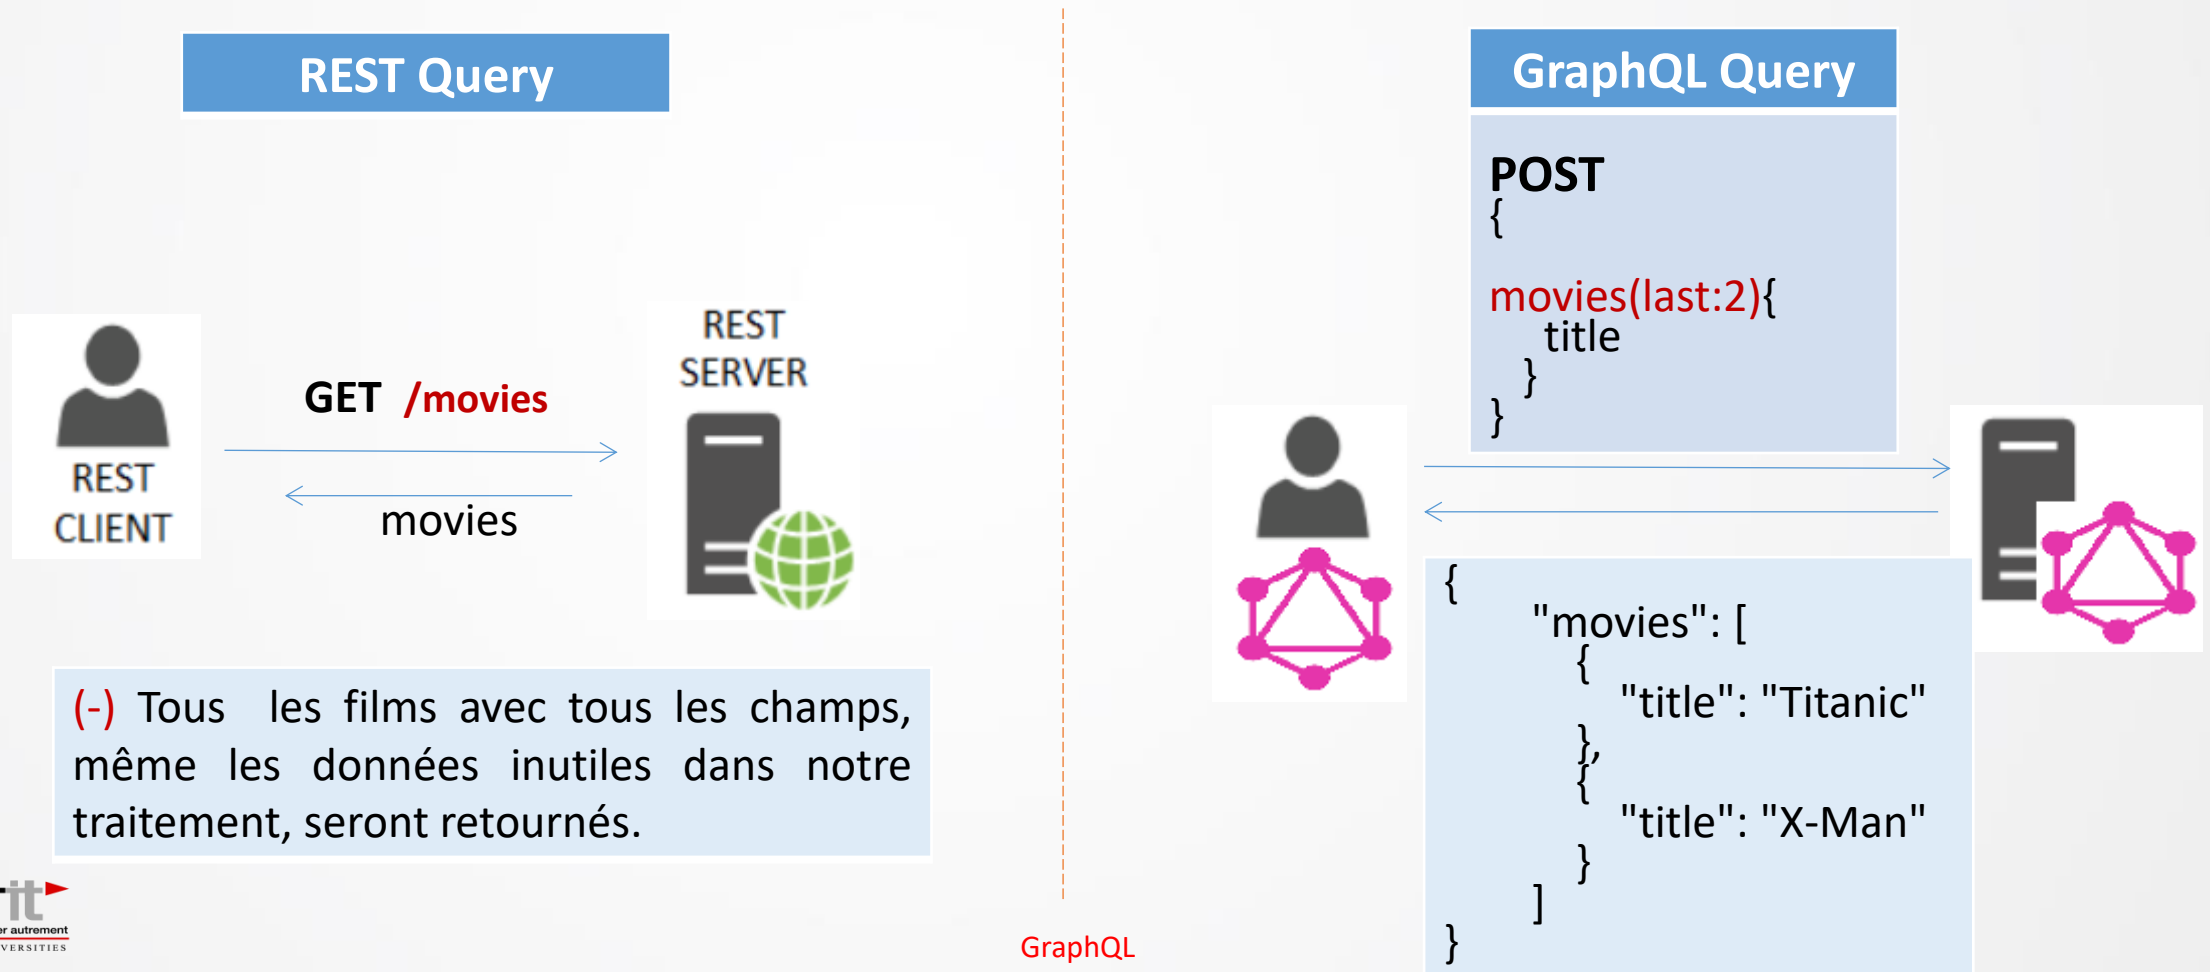 REST Query
REST
CLIENT
GET /movies
movies
REST
SERVER
(-) Tous les films avec tous les champs,
même les données inutiles dans notre
traitement, seront retournés.
GraphQL Query
POST
{
movies(last:2){
title
}
}
{
"movies": [
{
"title": "Titanic"
},
{
"title": "X-Man"
}
]
}
GraphQL